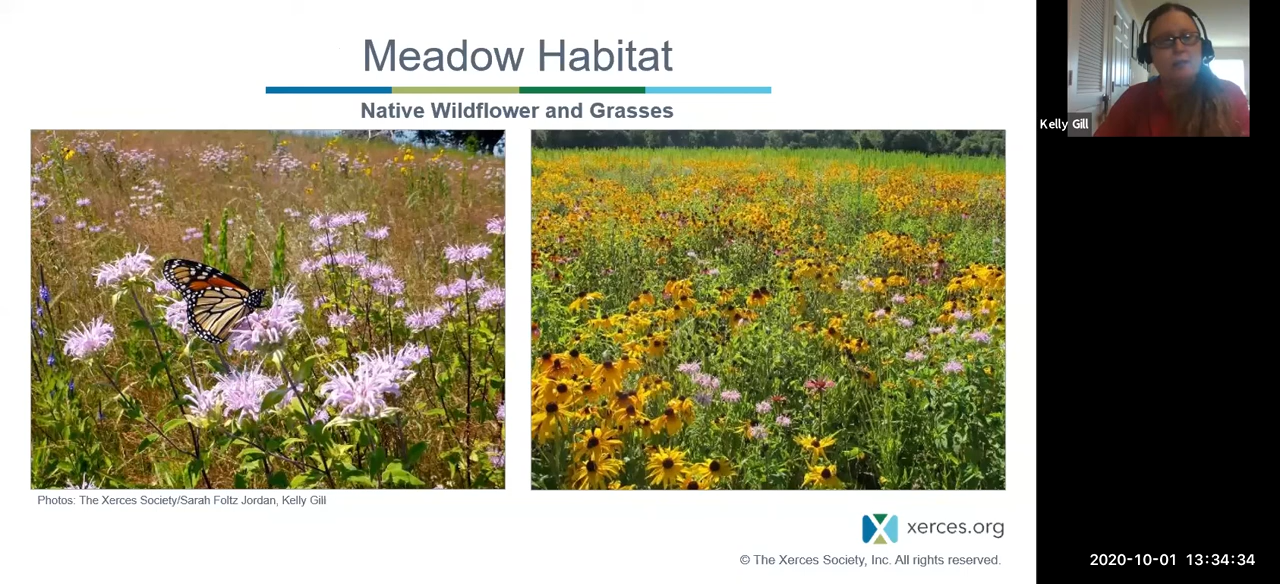 Meadow Habitat
Native Wildflower and Grasses
Kelly Gill
Photos: The Xerces Society/Sarah Foltz Jordan, Kelly Gill
xerces.org
© The Xerces Society, Inc. All rights reserved.
2020-10-01 13:34:34